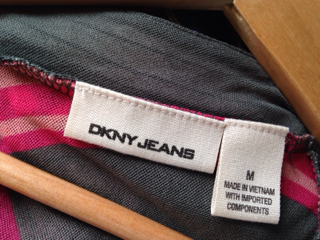 DKNY JEANS
M
MADE IN VIETNAM
WITH IMPORTED
COMPONENTS